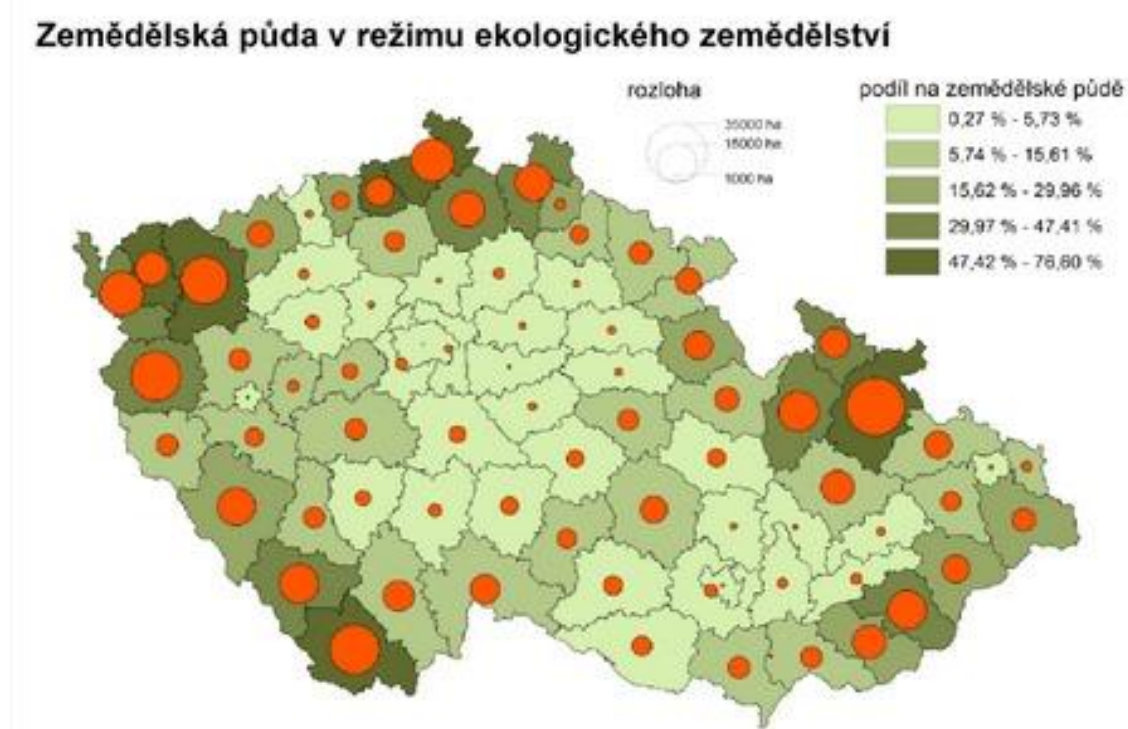 Zemědělská půda v režimu ekologického zemědělství
rozloha
35000 ha
15000 ha
1000 ha
podíl na zemědělské půdě
0,27 % - 5,73 %
5,74 % - 15,61 %
15,62 % - 29,96 %
29,97 % - 47,41 %
47,42 % - 76,60 %